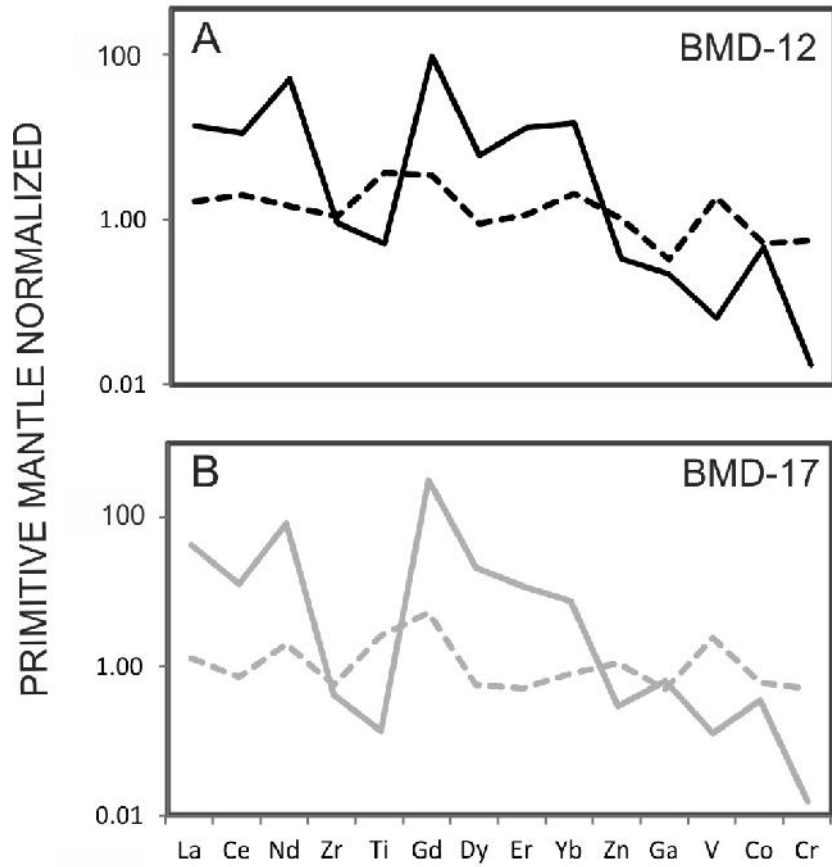 PRIMITIVE MANTLE NORMALIZED
A
BMD-12
100
1.00
0.01
B
BMD-17
100
1.00
0.01
La Ce Nd Zr Ti Gd Dy Er Yb Zn Ga V Co Cr